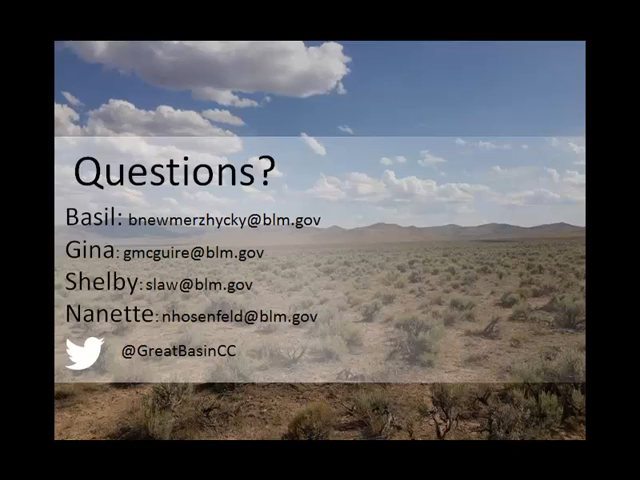 Questions?
Basil: bnewmerzhycky@blm.gov
Gina: gmcguire@blm.gov
Shelby: slaw@blm.gov
Nanette: nhosenfeld@blm.gov
@GreatBasinCC